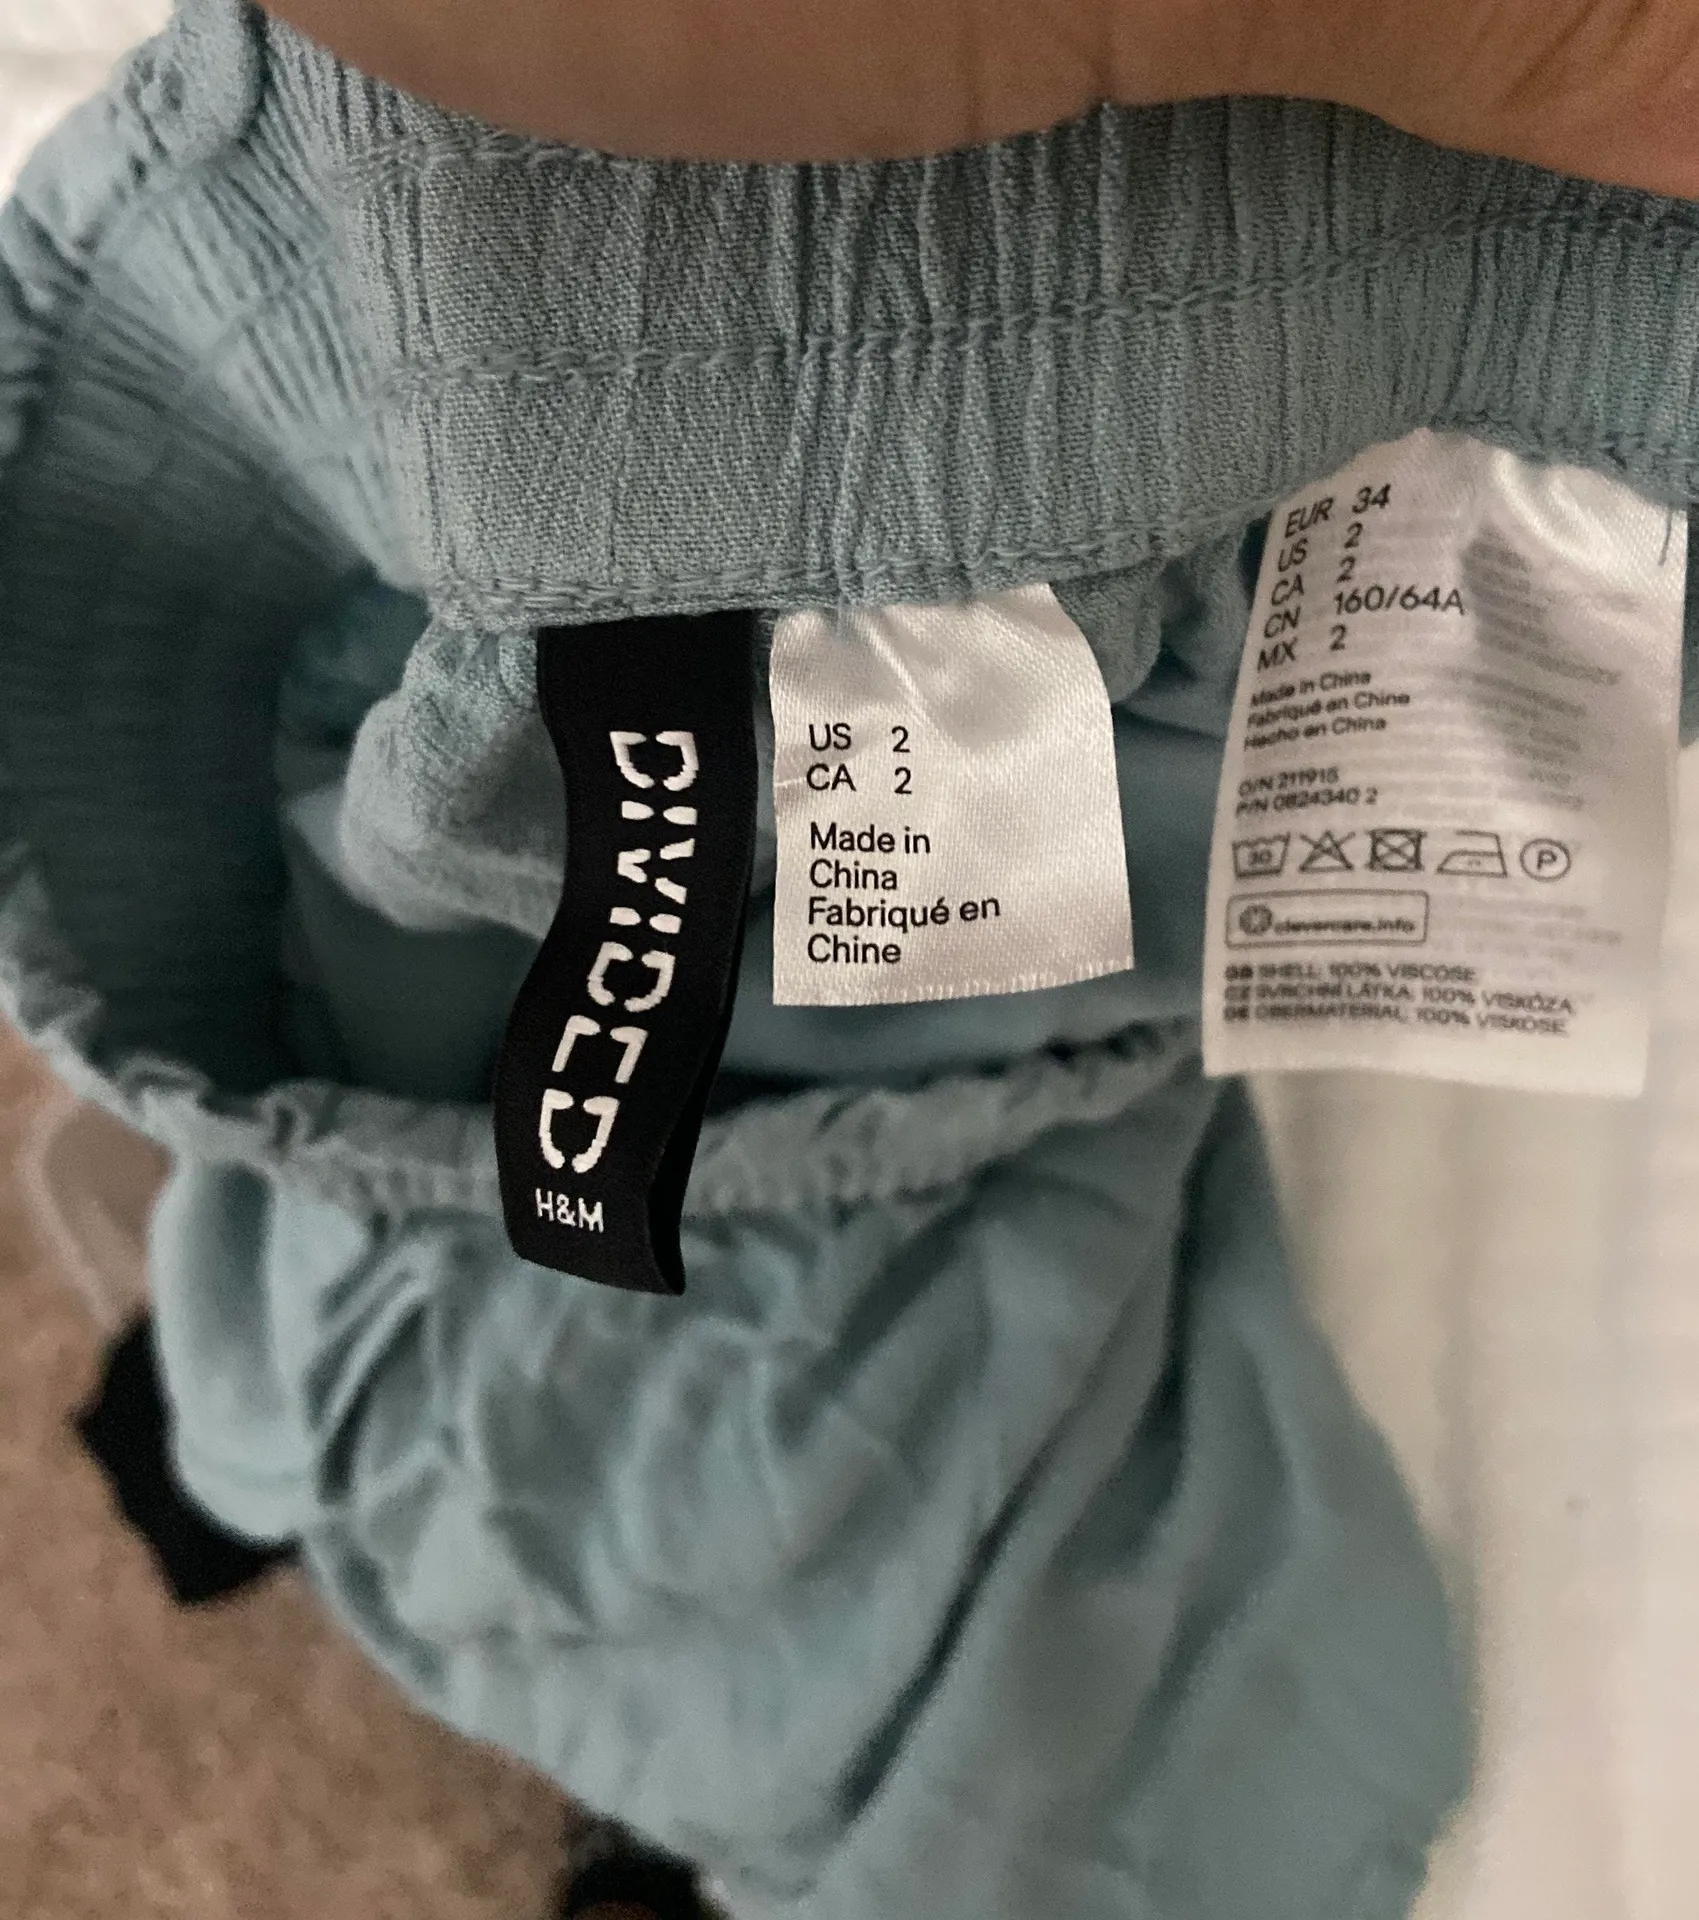 DIVIDED
H&M
US 2
CA 2
Made in
China
Fabriqué en
Chine
EUR 34
US 2
CA 2
CN 160/64A
MX 2
Made in China
Fabriqué en Chine
Hecho en China
O/N 211915
P/N 0824340 2
30
P
clevercare.info
GB SHELL: 100% VISCOSE
CZ SVRCHNÍ LÁTKA: 100% VISKÓZA
DE OBERMATERIAL: 100% VISKOSE